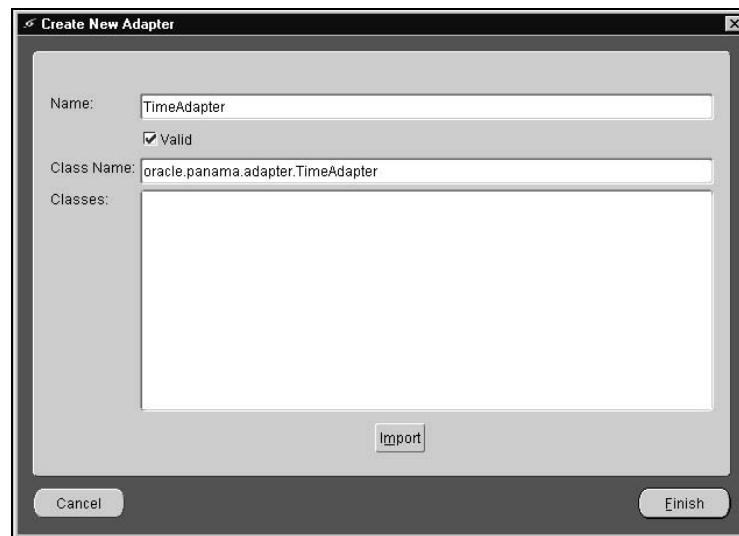 Create New Adapter
Name: TimeAdapter
Valid
Class Name: oracle.panama.adapter.TimeAdapter
Classes:
Import
Cancel Finish